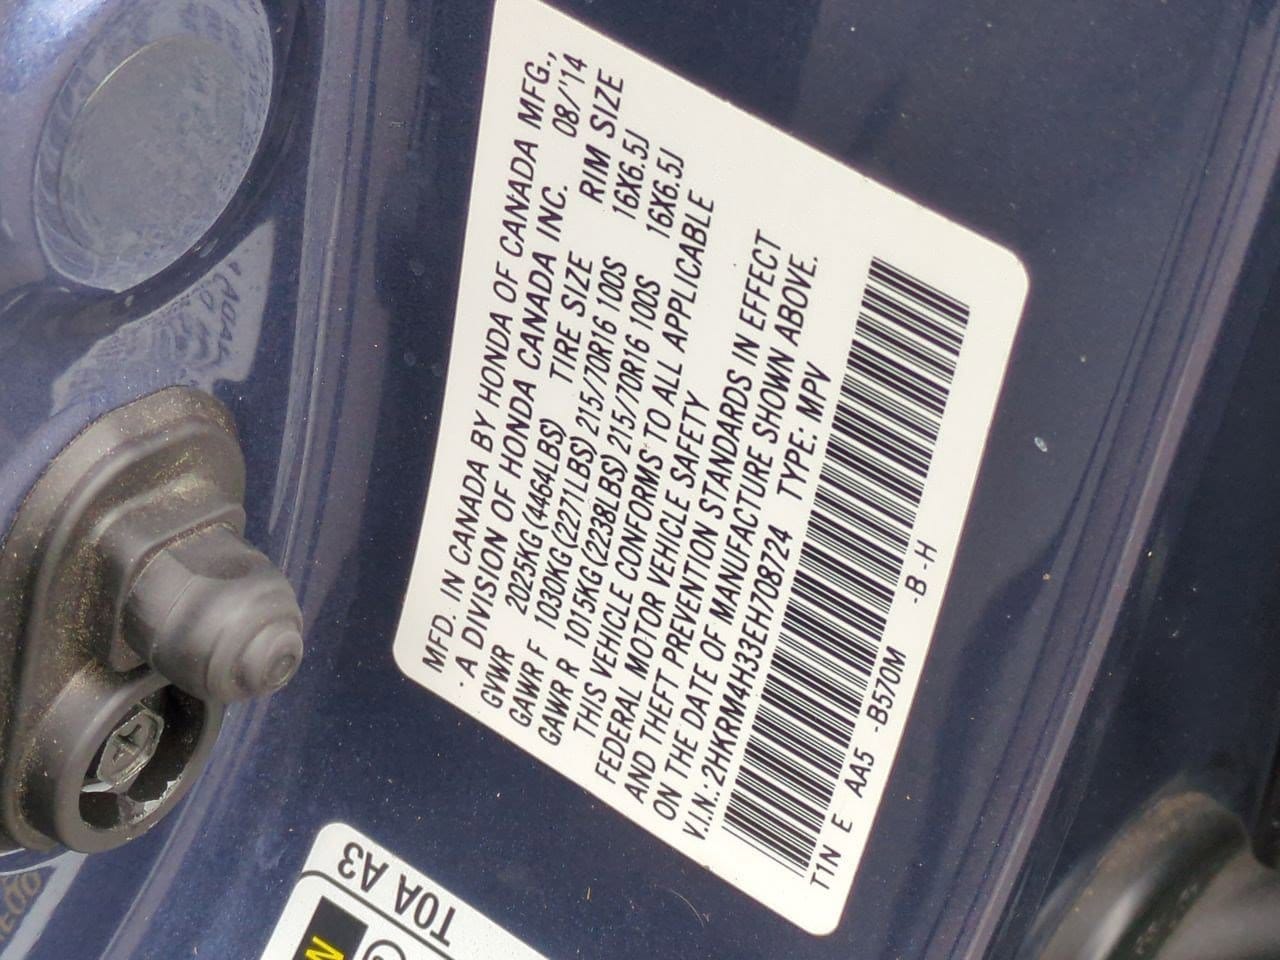 MFD. IN CANADA BY HONDA OF CANADA MFG.,
- A DIVISION OF HONDA CANADA INC. 08/'14
GVWR 2025KG(4464LBS) TIRE SIZE RIM SIZE
GAWR F 1030KG(2271LBS) 215/70R16 100S 16X6.5J
GAWR R 1015KG(2238LBS) 215/70R16 100S 16X6.5J
THIS VEHICLE CONFORMS TO ALL APPLICABLE
FEDERAL MOTOR VEHICLE SAFETY
AND THEFT PREVENTION STANDARDS IN EFFECT
ON THE DATE OF MANUFACTURE SHOWN ABOVE.
V.I.N.:2HKRM4H33EH708724 TYPE: MPV
T1N E AA5 -B570M -B-H
T0A A3